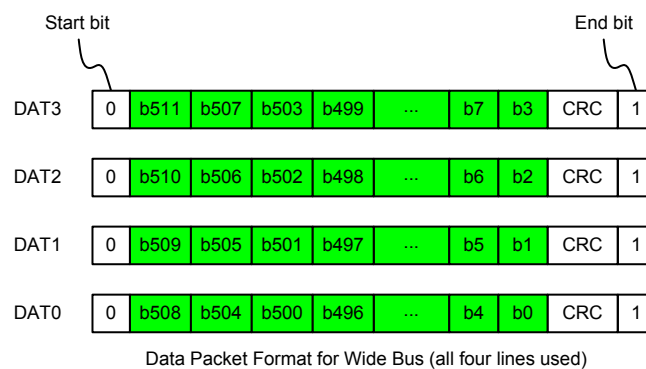 Start bit End bit
DAT3 0 b511 b507 b503 b499 ... b7 b3 CRC 1
DAT2 0 b510 b506 b502 b498 ... b6 b2 CRC 1
DAT1 0 b509 b505 b501 b497 ... b5 b1 CRC 1
DAT0 0 b508 b504 b500 b496 ... b4 b0 CRC 1
Data Packet Format for Wide Bus (all four lines used)